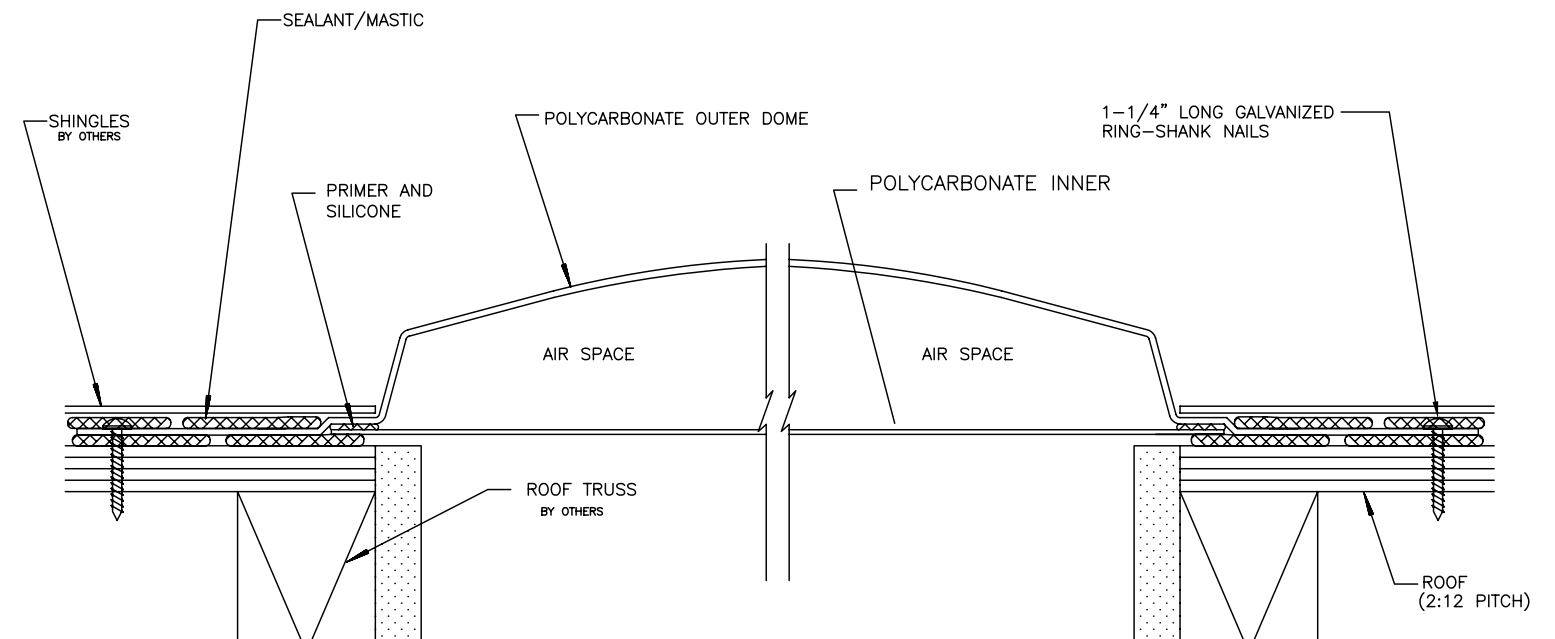 SEALANT/MASTIC
SHINGLES
BY OTHERS
POLYCARBONATE OUTER DOME
1-1/4" LONG GALVANIZED
RING-SHANK NAILS
PRIMER AND
SILICONE
POLYCARBONATE INNER
AIR SPACE
AIR SPACE
ROOF TRUSS
BY OTHERS
ROOF
(2:12 PITCH)